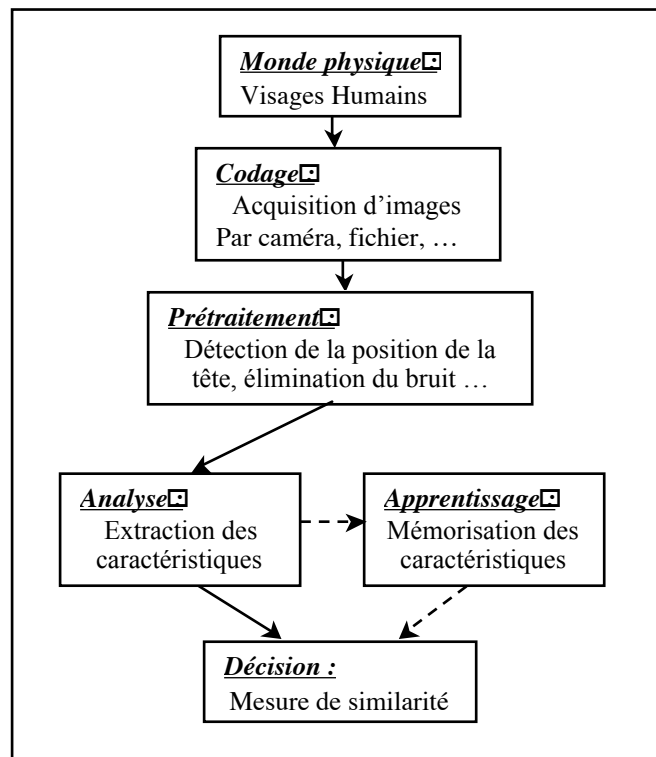 Monde physique :
Visages Humains
Codage :
Acquisition d’images
Par caméra, fichier, …
Prétraitement :
Détection de la position de la
tête, élimination du bruit …
Analyse :
Extraction des
caractéristiques
Apprentissage :
Mémorisation des
caractéristiques
Décision :
Mesure de similarité